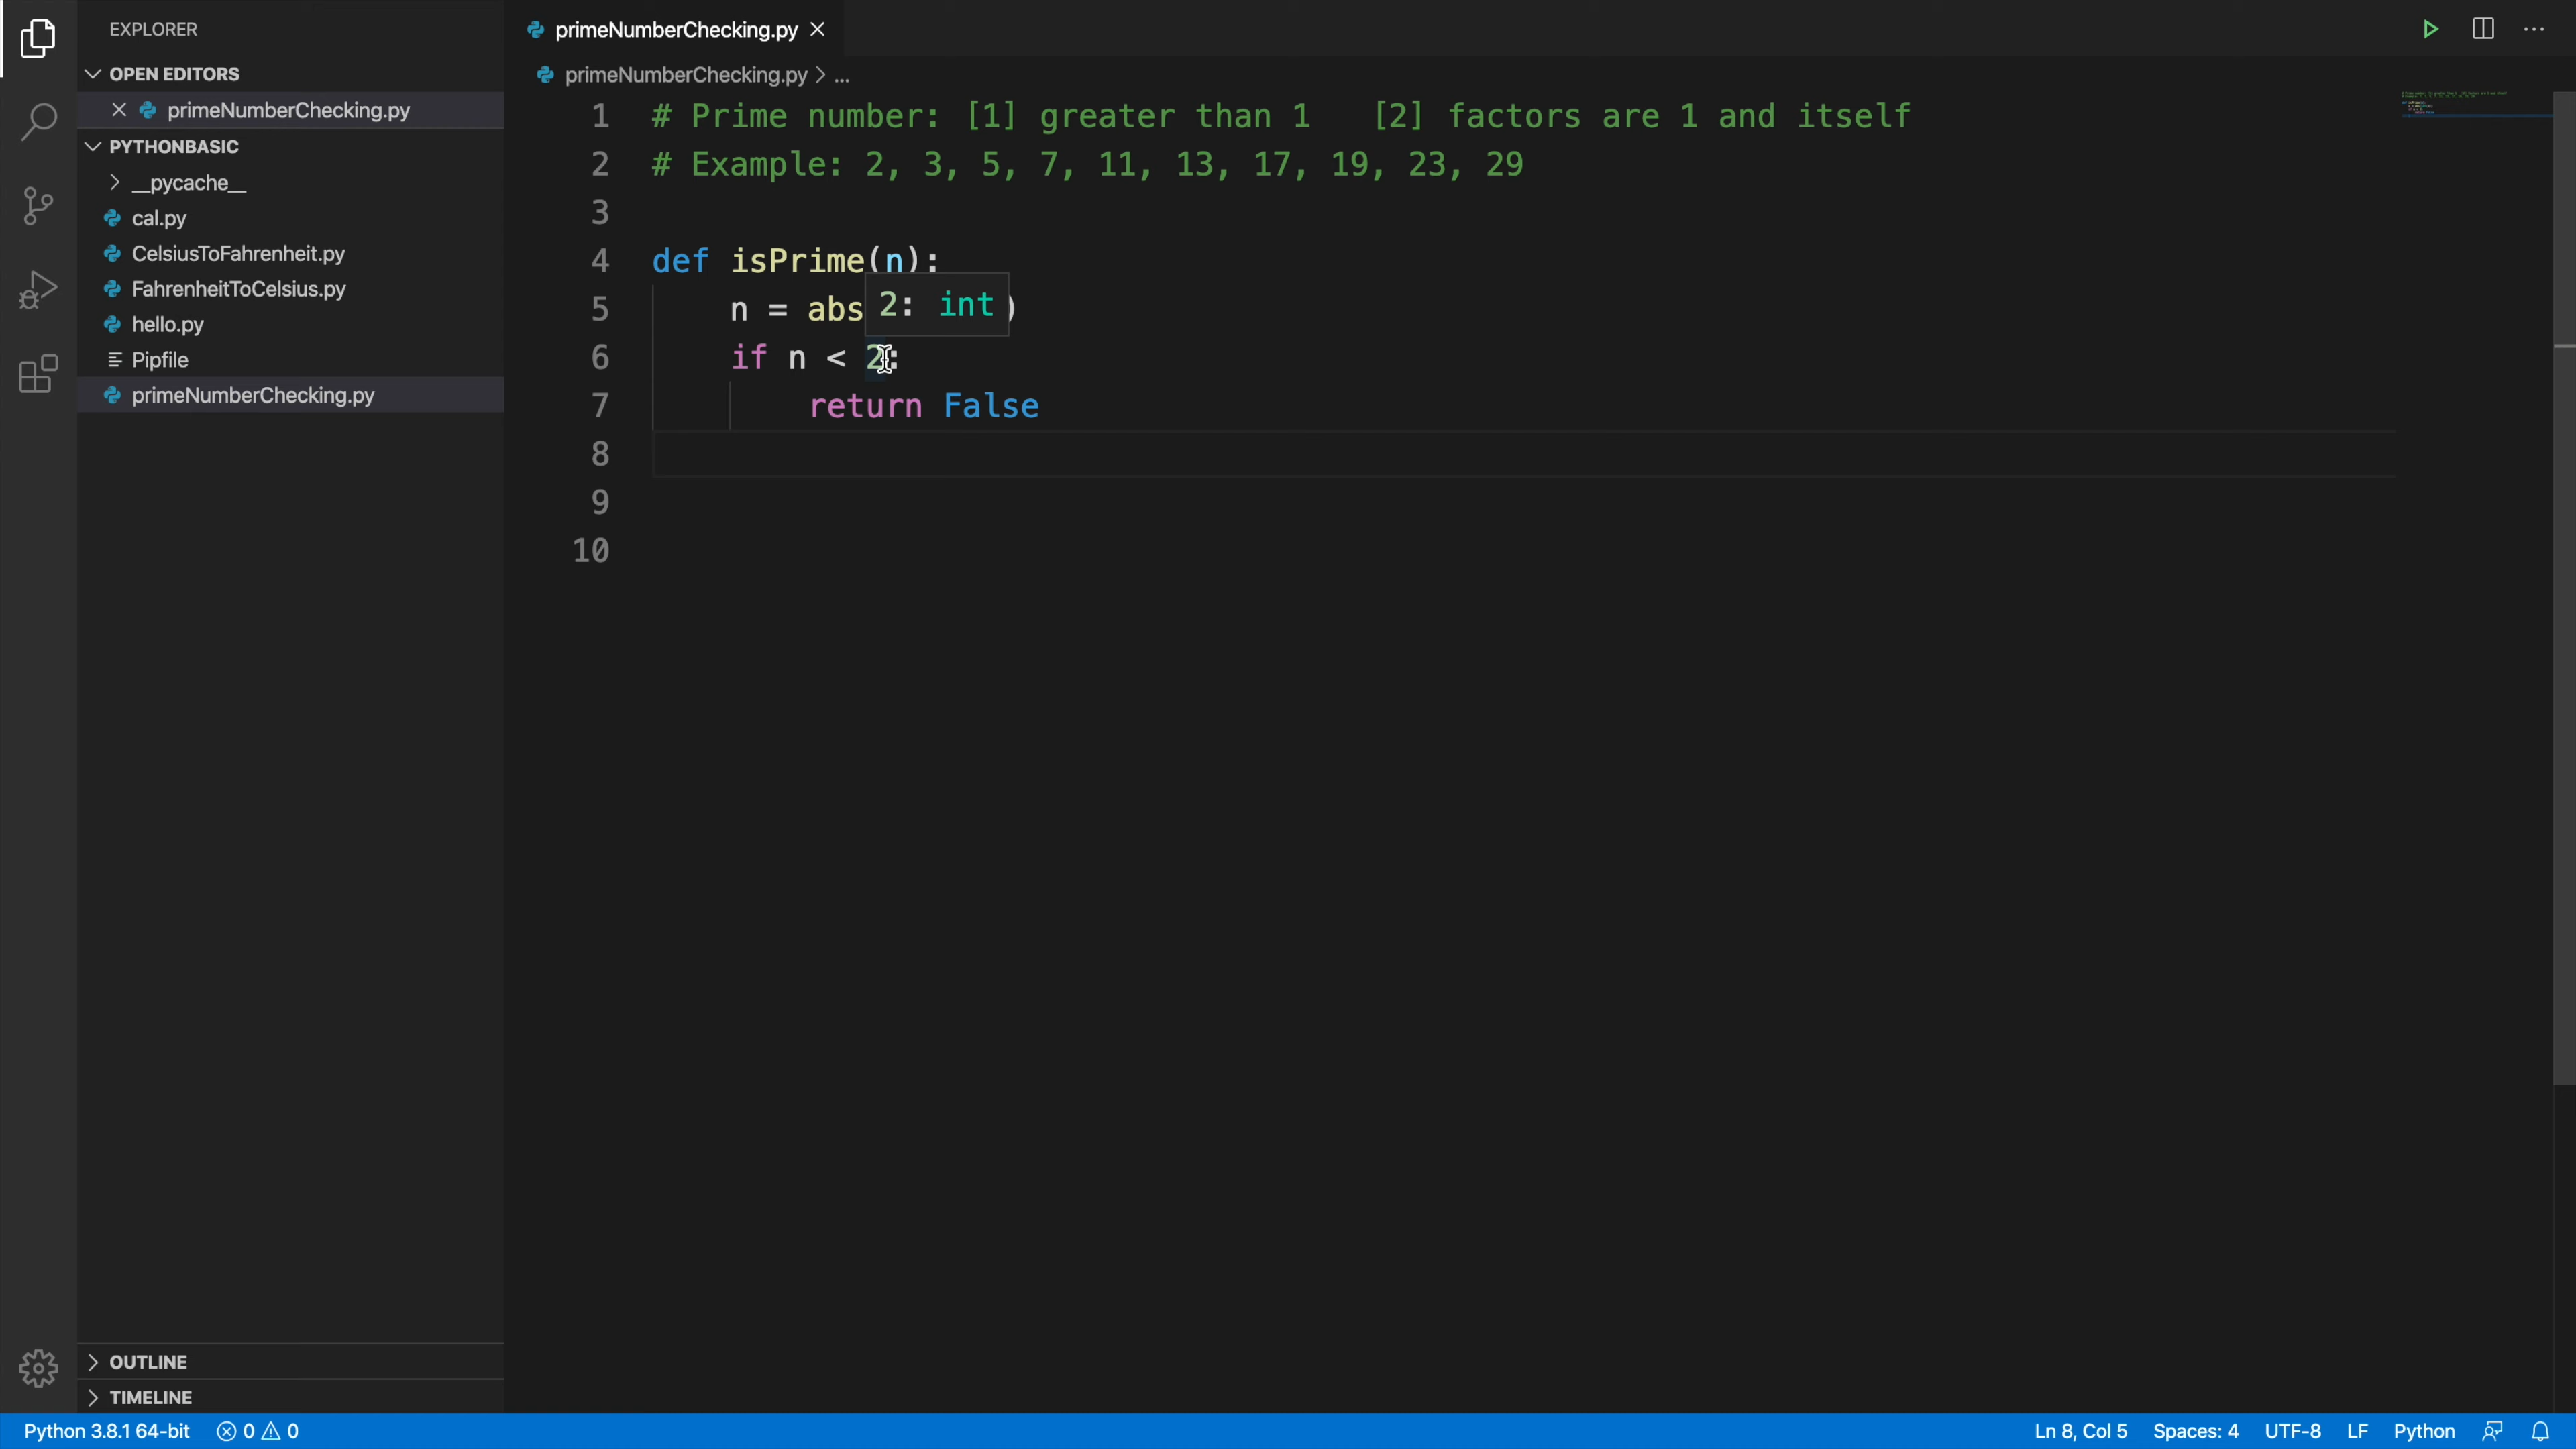 EXPLORER
OPEN EDITORS
primeNumberChecking.py
PYTHONBASIC
__pycache__
cal.py
CelsiusToFahrenheit.py
FahrenheitToCelsius.py
hello.py
Pipfile
primeNumberChecking.py
OUTLINE
TIMELINE
primeNumberChecking.py
primeNumberChecking.py > ...
1 # Prime number: [1] greater than 1   [2] factors are 1 and itself
2 # Example: 2, 3, 5, 7, 11, 13, 17, 19, 23, 29
3
4 def isPrime(n):
2: int
5     n = abs )
6     if n < 2:
7         return False
8
9
10
Python 3.8.1 64-bit 0 0 Ln 8, Col 5 Spaces: 4 UTF-8 LF Python